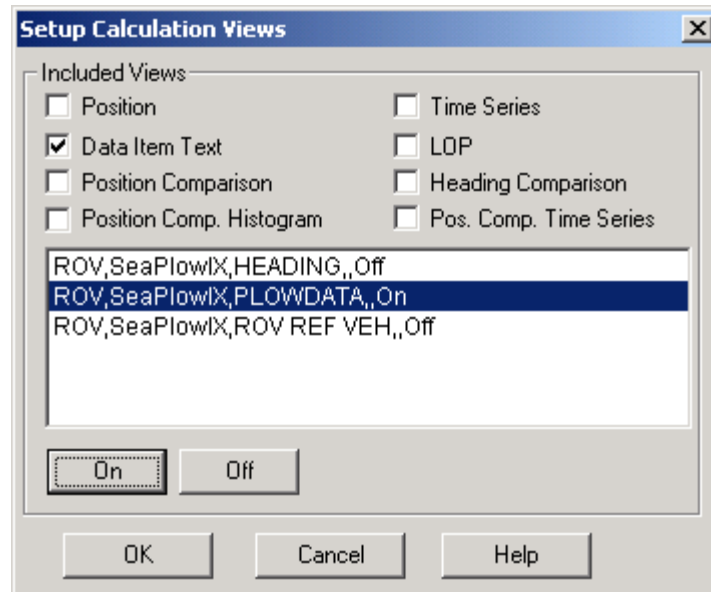 Setup Calculation Views
Included Views
Position
Time Series
Data Item Text
LOP
Position Comparison
Heading Comparison
Position Comp. Histogram
Pos. Comp. Time Series
ROV,SeaPlowIX,HEADING,,Off
ROV,SeaPlowIX,PLOWDATA,,On
ROV,SeaPlowIX,ROV REF VEH,,Off
On
Off
OK
Cancel
Help